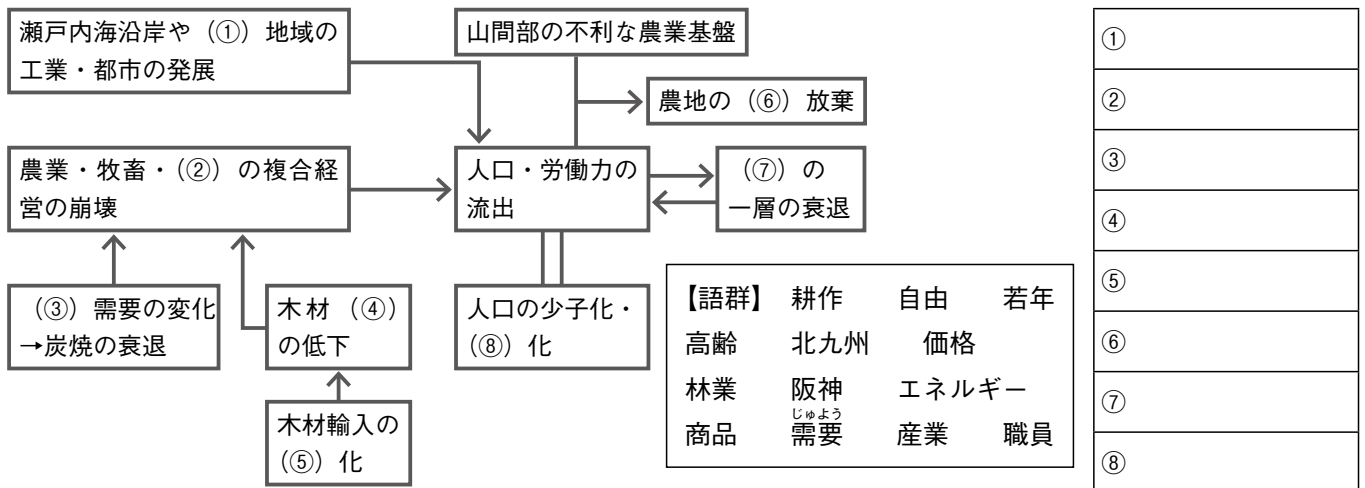 瀬戸内海沿岸や（①）地域の
工業・都市の発展
山間部の不利な農業基盤
農地の（⑥）放棄
農業・牧畜・（②）の複合経
営の崩壊
人口・労働力の
流出
（⑦）の
一層の衰退
（③）需要の変化
→炭焼の衰退
木材（④）
の低下
人口の少子化・
（⑧）化
木材輸入の
（⑤）化
【語群】 耕作 自由 若年
高齢 北九州 価格
林業 阪神 エネルギー
じゅよう
商品 需要 産業 職員
①
②
③
④
⑤
⑥
⑦
⑧